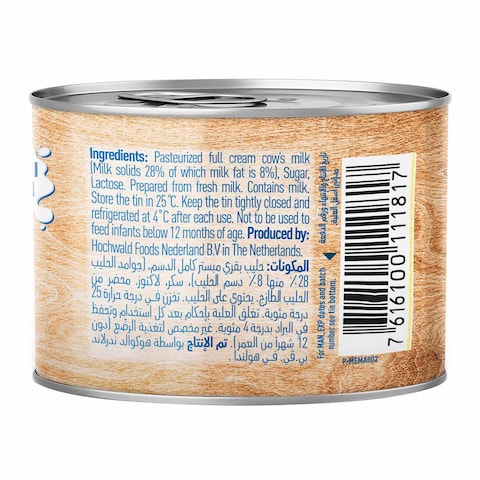 Ingredients: Pasteurized full cream cow's milk
(Milk solids 28% of which milk fat is 8%), Sugar,
Lactose. Prepared from fresh milk. Contains milk.
Store the tin in 25°C. Keep the tin tightly closed and
refrigerated at 4°C after each use. Not to be used to
feed infants below 12 months of age. Produced by:
Hochwald Foods Nederland B.V in The Netherlands.
المكونات: حليب بقري مبستر كامل الدسم، (جوامد الحليب
28٪ منها 8٪ دسم الحليب)، سكر، لاكتوز. محضر من
الحليب الطازج. يحتوي على الحليب. تخزن في درجة حرارة 25
درجة مئوية. تغلق العلبة بإحكام بعد كل استخدام وتحفظ
في البراد بدرجة 4 مئوية. غير مخصص لتغذية الرضع (دون
12 شهرا من العمر). تم الإنتاج بواسطة هوكوالد ندرلاند
بي.في. في هولندا.
For MAN., EXP dates and batch
number see tin bottom.
7 616100 111817
P-MEMA002